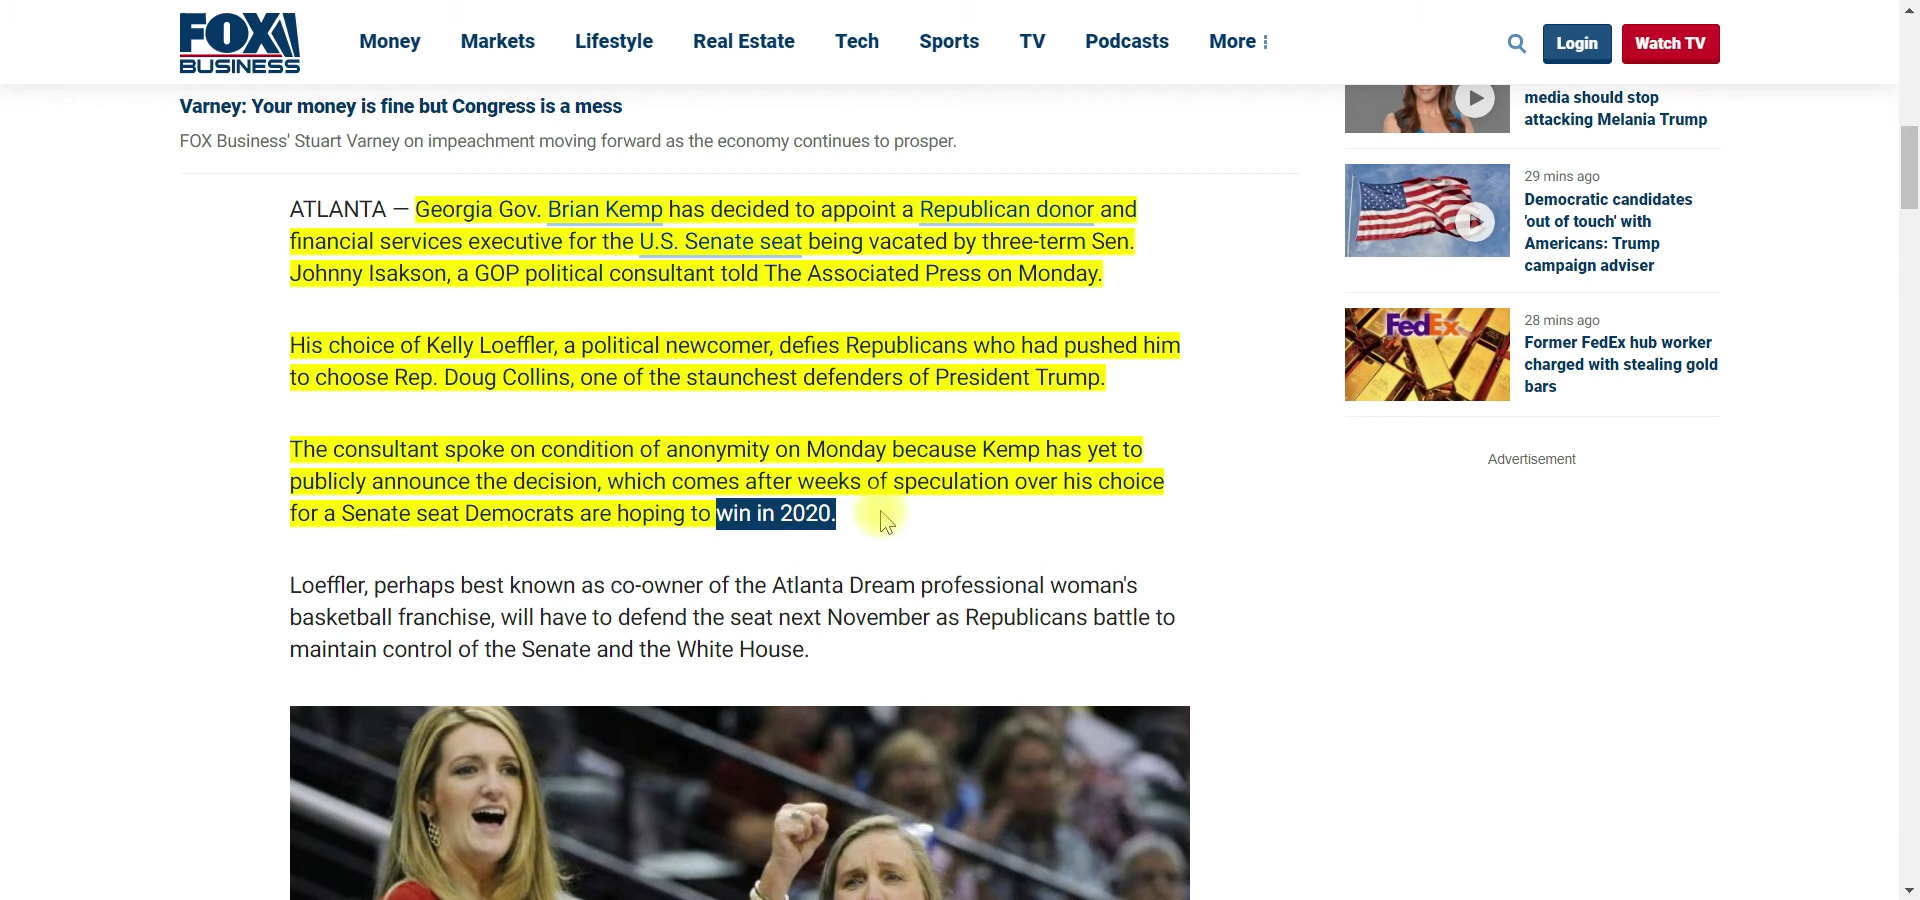 FOX
BUSINESS
Money Markets Lifestyle Real Estate Tech Sports TV Podcasts More
Login Watch TV
Varney: Your money is fine but Congress is a mess
FOX Business' Stuart Varney on impeachment moving forward as the economy continues to prosper.
ATLANTA — Georgia Gov. Brian Kemp has decided to appoint a Republican donor and
financial services executive for the U.S. Senate seat being vacated by three-term Sen.
Johnny Isakson, a GOP political consultant told The Associated Press on Monday.
His choice of Kelly Loeffler, a political newcomer, defies Republicans who had pushed him
to choose Rep. Doug Collins, one of the staunchest defenders of President Trump.
The consultant spoke on condition of anonymity on Monday because Kemp has yet to
publicly announce the decision, which comes after weeks of speculation over his choice
for a Senate seat Democrats are hoping to win in 2020.
Loeffler, perhaps best known as co-owner of the Atlanta Dream professional woman's
basketball franchise, will have to defend the seat next November as Republicans battle to
maintain control of the Senate and the White House.
media should stop
attacking Melania Trump
29 mins ago
Democratic candidates
'out of touch' with
Americans: Trump
campaign adviser
FedEx
28 mins ago
Former FedEx hub worker
charged with stealing gold
bars
Advertisement